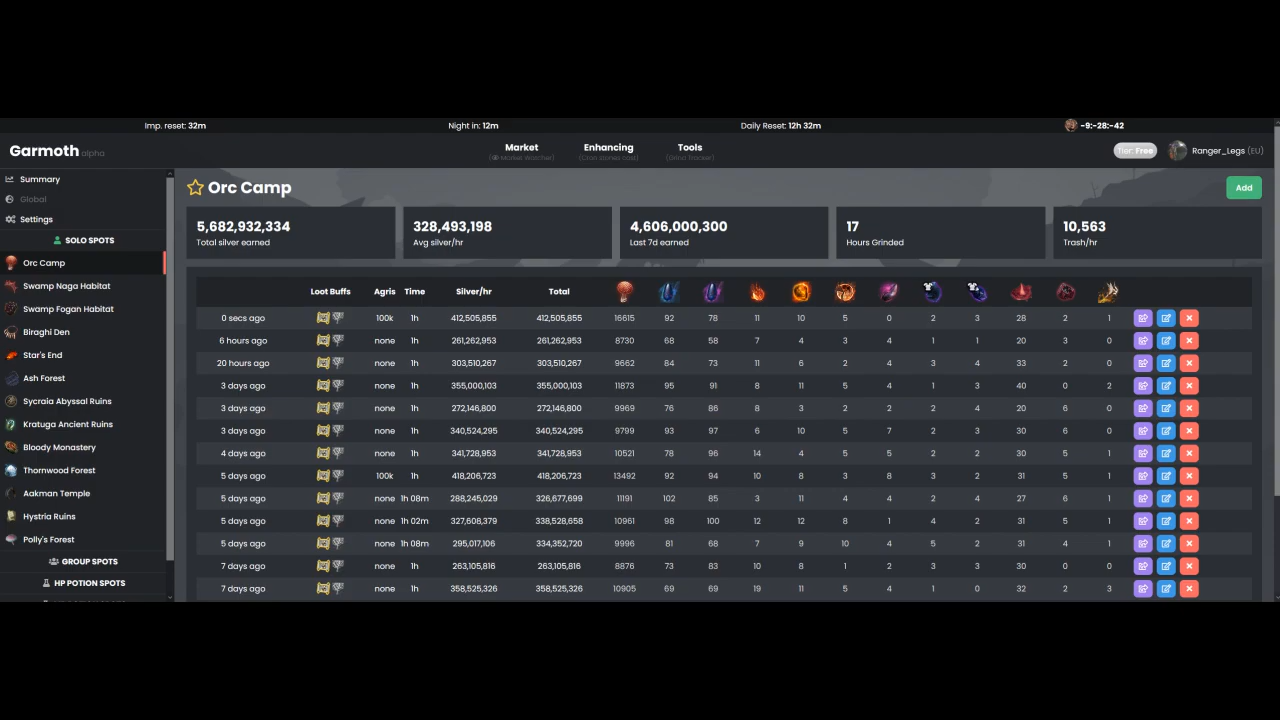 Imp. reset: 32m Night in: 12m Daily Reset: 12h 32m -9:-28:-42
Garmoth alpha Market Enhancing Tools Tier: Free Ranger_Legs (EU)
(Market Watcher) (Cron Stones Cost) (Grind Tracker)
Summary
Global
Settings
SOLO SPOTS
Orc Camp
Swamp Naga Habitat
Swamp Fogan Habitat
Biraghi Den
Star's End
Ash Forest
Sycraia Abyssal Ruins
Kratuga Ancient Ruins
Bloody Monastery
Thornwood Forest
Aakman Temple
Hystria Ruins
Polly's Forest
GROUP SPOTS
HP POTION SPOTS
Orc Camp Add
5,682,932,334 328,493,198 4,606,000,300 17 10,563
Total silver earned Avg silver/hr Last 7d earned Hours Grinded Trash/hr
Loot Buffs Agris Time Silver/hr Total
0 secs ago 100k 1h 412,505,855 412,505,855 16615 92 78 11 10 5 0 2 3 28 2 1
6 hours ago none 1h 261,262,953 261,262,953 8730 68 58 7 4 3 4 1 1 20 3 0
20 hours ago none 1h 303,510,267 303,510,267 9662 84 73 11 6 2 4 3 4 33 2 0
3 days ago none 1h 355,000,103 355,000,103 11873 95 91 8 11 5 4 1 3 40 0 2
3 days ago none 1h 272,146,800 272,146,800 9969 76 86 8 3 2 2 2 4 20 6 0
3 days ago none 1h 340,524,295 340,524,295 9799 93 97 6 10 5 7 2 3 30 6 0
4 days ago none 1h 341,728,953 341,728,953 10521 78 96 14 4 5 5 2 2 30 5 1
5 days ago 100k 1h 418,206,723 418,206,723 13492 92 94 10 8 3 8 3 2 31 5 1
5 days ago none 1h 08m 288,245,029 326,677,699 11191 102 85 3 11 4 4 2 4 27 6 1
5 days ago none 1h 02m 327,608,379 338,528,658 10961 98 100 12 12 8 1 4 2 31 5 1
5 days ago none 1h 08m 295,017,106 334,352,720 9996 81 68 7 9 10 4 5 2 31 4 1
7 days ago none 1h 263,105,816 263,105,816 8876 73 83 10 8 1 2 3 3 30 0 0
7 days ago none 1h 358,525,326 358,525,326 10905 69 69 19 11 5 4 1 0 32 2 3